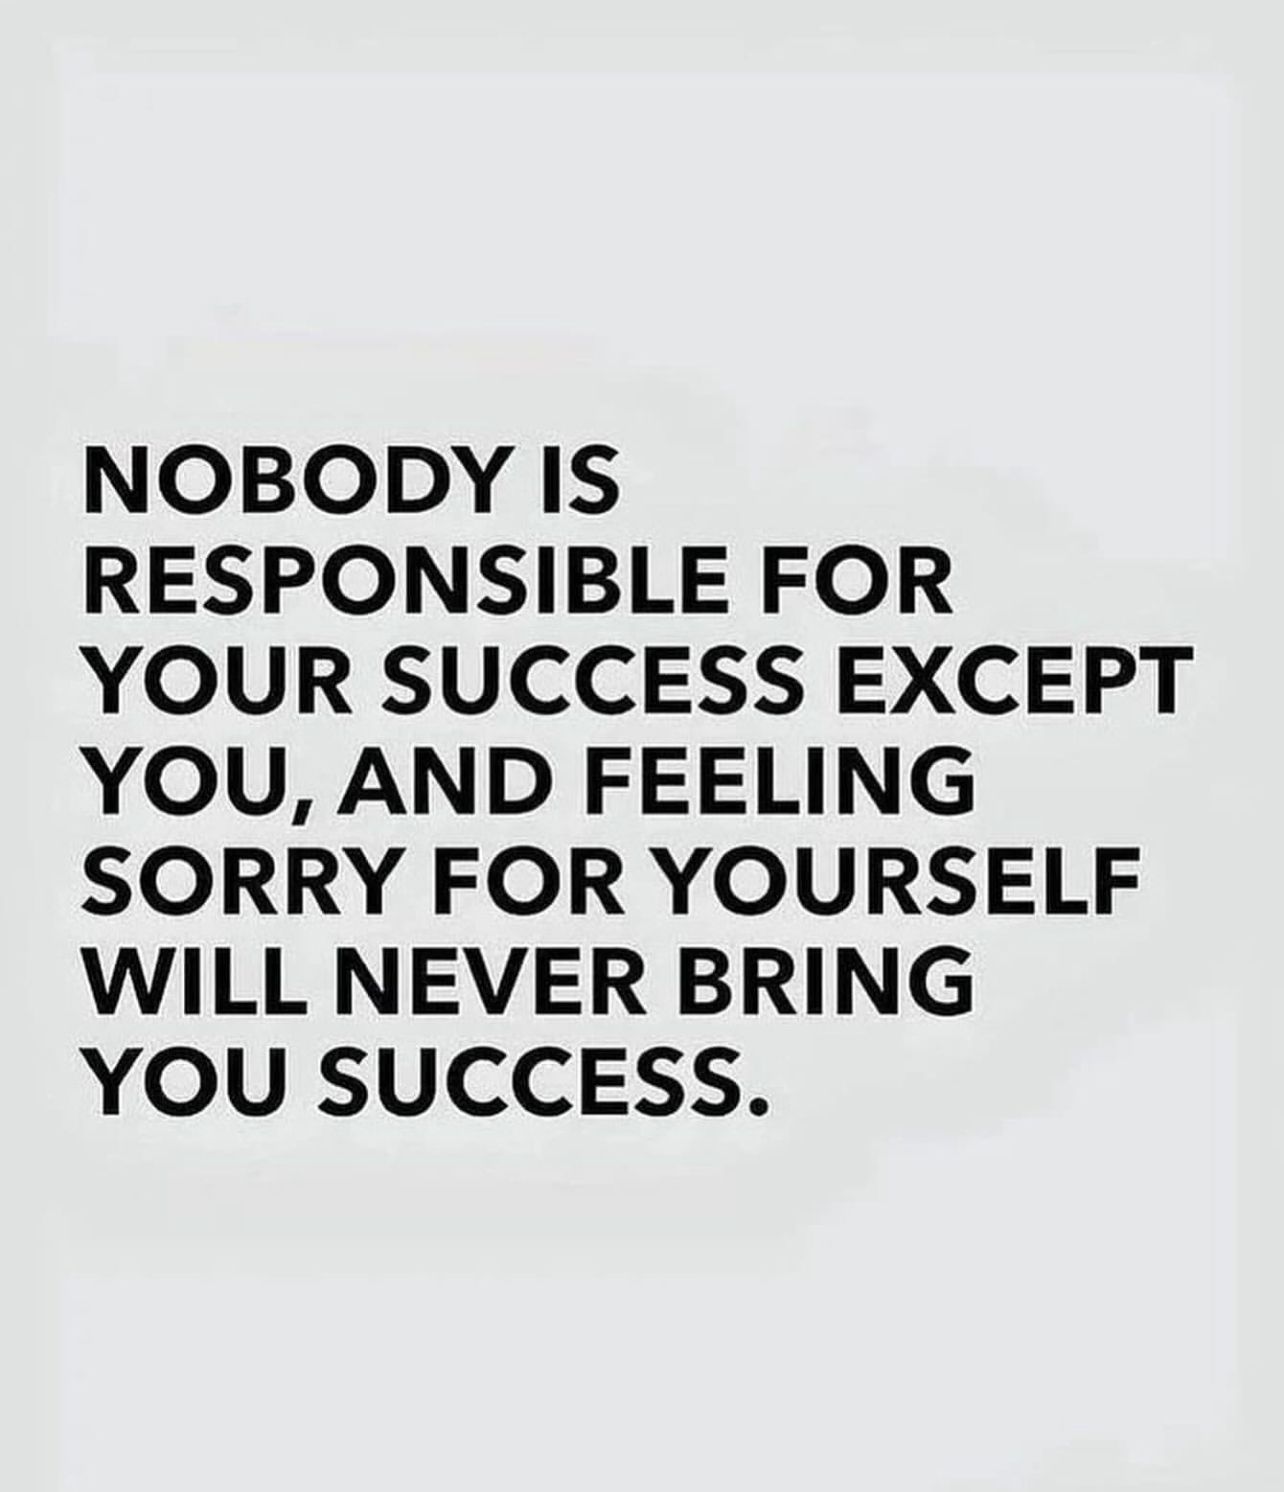 NOBODY IS
RESPONSIBLE FOR
YOUR SUCCESS EXCEPT
YOU, AND FEELING
SORRY FOR YOURSELF
WILL NEVER BRING
YOU SUCCESS.